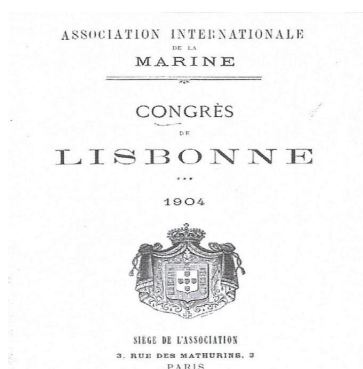 ASSOCIATION INTERNATIONALE
DE LA
MARINE
CONGRÈS
DE
LISBONNE
1904
SIEGE DE L'ASSOCIATION
3, RUE DES MATHURINS, 3
PARIS